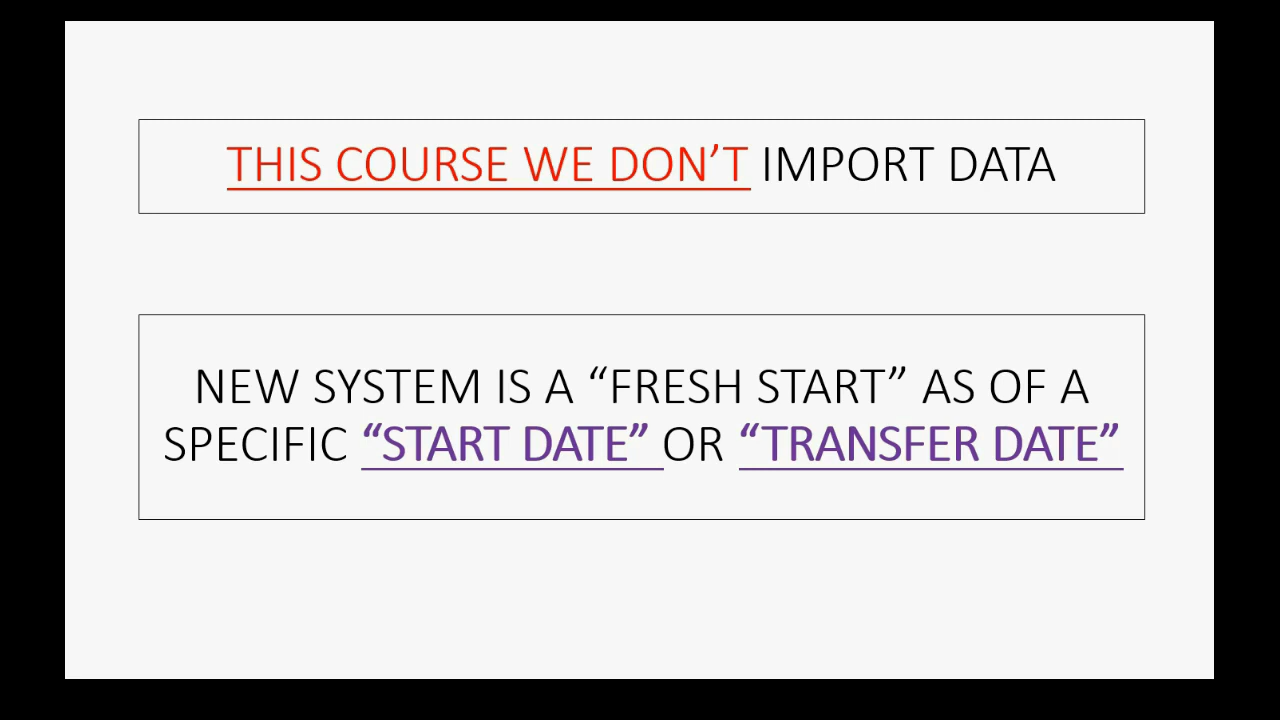 THIS COURSE WE DON’T IMPORT DATA
NEW SYSTEM IS A “FRESH START” AS OF A
SPECIFIC “START DATE” OR “TRANSFER DATE”